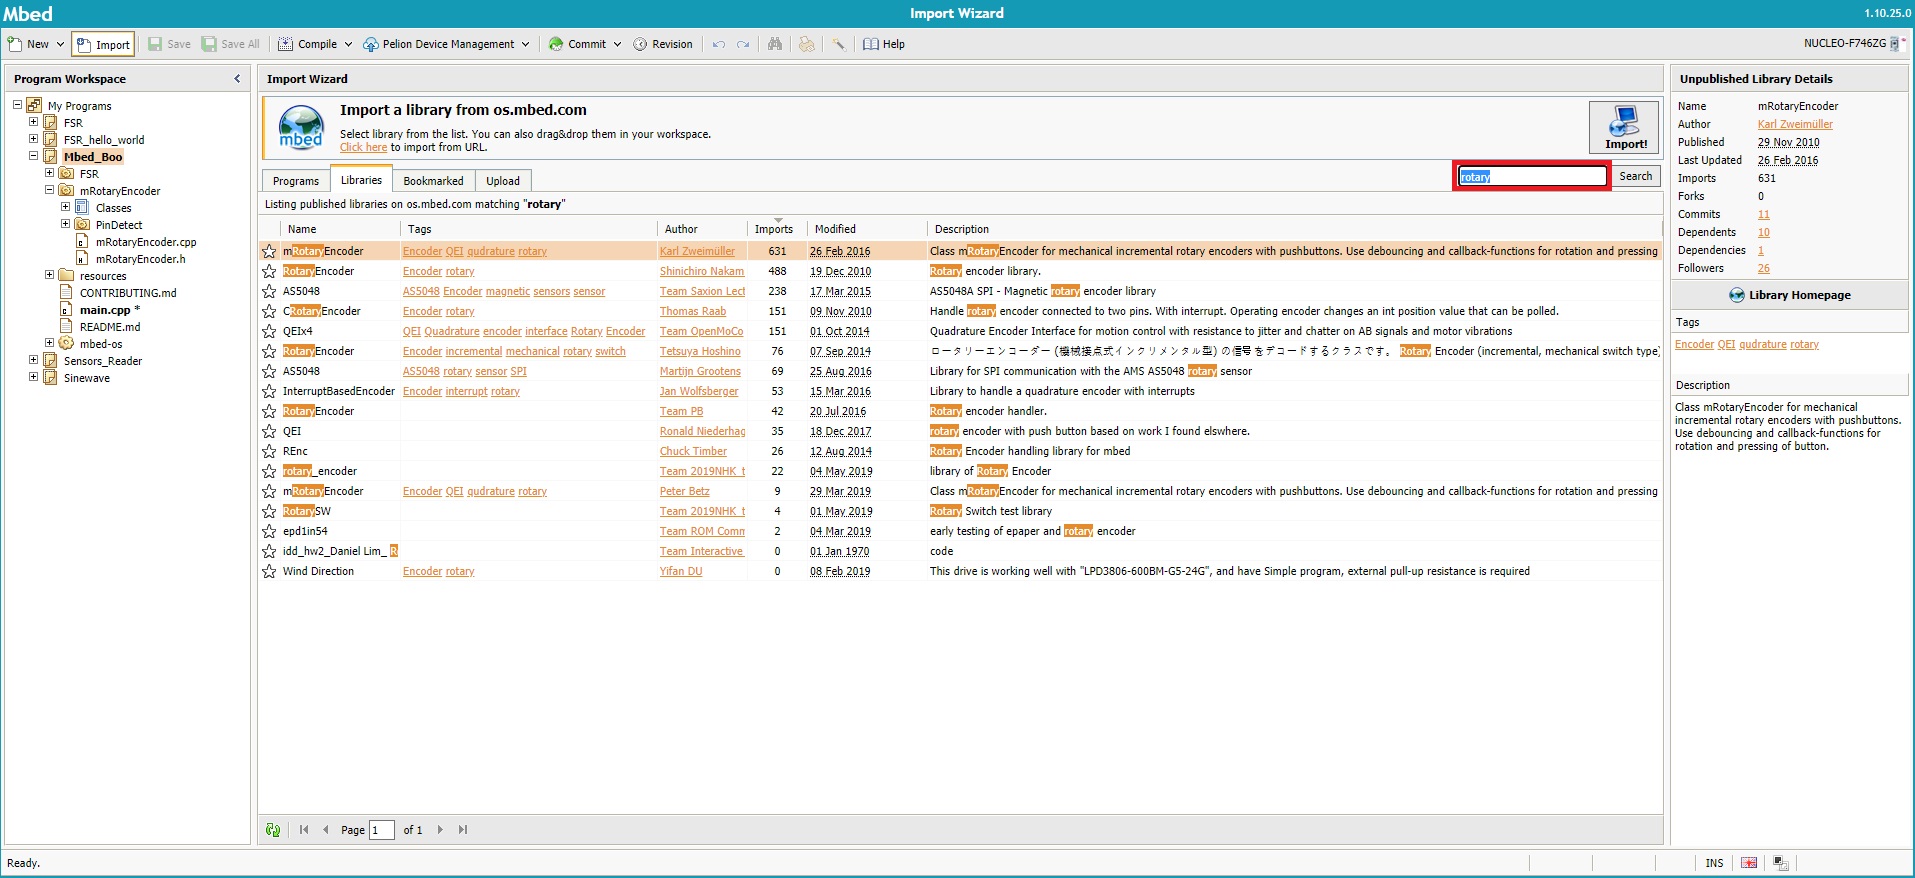 Mbed
Import Wizard
1.10.25.0
New
Import
Save
Save All
Compile
Pelion Device Management
Commit
Revision
Help
NUCLEO-F746ZG
Program Workspace
My Programs
FSR
FSR_hello_world
Mbed_Boo
FSR
mRotaryEncoder
Classes
PinDetect
mRotaryEncoder.cpp
mRotaryEncoder.h
resources
CONTRIBUTING.md
main.cpp *
README.md
mbed-os
Sensors_Reader
Sinewave
Import Wizard
mbed
Import a library from os.mbed.com
Select library from the list. You can also drag&drop them in your workspace.
Click here to import from URL.
Import!
Programs
Libraries
Bookmarked
Upload
rotary
Search
Listing published libraries on os.mbed.com matching "rotary"
Name Tags Author Imports Modified Description
mRotaryEncoder Encoder QEI qudrature rotary Karl Zweimüller 631 26 Feb 2016 Class mRotaryEncoder for mechanical incremental rotary encoders with pushbuttons. Use debouncing and callback-functions for rotation and pressing
RotaryEncoder Encoder rotary Shinichiro Nakam 488 19 Dec 2010 Rotary encoder library.
AS5048 AS5048 Encoder magnetic sensors sensor Team Saxion Lect 238 17 Mar 2015 AS5048A SPI - Magnetic rotary encoder library
CRotaryEncoder Encoder rotary Thomas Raab 151 09 Nov 2010 Handle rotary encoder connected to two pins. With interrupt. Operating encoder changes an int position value that can be polled.
QEIx4 QEI Quadrature encoder interface Rotary Encoder Team OpenMoCo 151 01 Oct 2014 Quadrature Encoder Interface for motion control with resistance to jitter and chatter on AB signals and motor vibrations
RotaryEncoder Encoder incremental mechanical rotary switch Tetsuya Hoshino 76 07 Sep 2014 ロータリーエンコーダー (機械接点式インクリメンタル型) の信号をデコードするクラスです。 Rotary Encoder (incremental, mechanical switch type)
AS5048 AS5048 rotary sensor SPI Martijn Grootens 69 25 Aug 2016 Library for SPI communication with the AMS AS5048 rotary sensor
InterruptBasedEncoder Encoder interrupt rotary Jan Wolfsberger 53 15 Mar 2016 Library to handle a quadrature encoder with interrupts
RotaryEncoder Team PB 42 20 Jul 2016 Rotary encoder handler.
QEI Ronald Niederhag 35 18 Dec 2017 rotary encoder with push button based on work I found elswhere.
REnc Chuck Timber 26 12 Aug 2014 Rotary Encoder handling library for mbed
rotary_encoder Team 2019NHK_t 22 04 May 2019 library of Rotary Encoder
mRotaryEncoder Encoder QEI qudrature rotary Peter Betz 9 29 Mar 2019 Class mRotaryEncoder for mechanical incremental rotary encoders with pushbuttons. Use debouncing and callback-functions for rotation and pressing
RotarySW Team 2019NHK_t 4 01 May 2019 Rotary Switch test library
epd1in54 Team ROM Comm 2 04 Mar 2019 early testing of epaper and rotary encoder
idd_hw2_Daniel Lim_ R Team Interactive 0 01 Jan 1970 code
Wind Direction Encoder rotary Yifan DU 0 08 Feb 2019 This drive is working well with "LPD3806-600BM-G5-24G", and have Simple program, external pull-up resistance is required
Page 1 of 1
Unpublished Library Details
Name mRotaryEncoder
Author Karl Zweimüller
Published 29 Nov 2010
Last Updated 26 Feb 2016
Imports 631
Forks 0
Commits 11
Dependents 10
Dependencies 1
Followers 26
Library Homepage
Tags
Encoder QEI qudrature rotary
Description
Class mRotaryEncoder for mechanical
incremental rotary encoders with pushbuttons.
Use debouncing and callback-functions for
rotation and pressing of button.
Ready.
INS